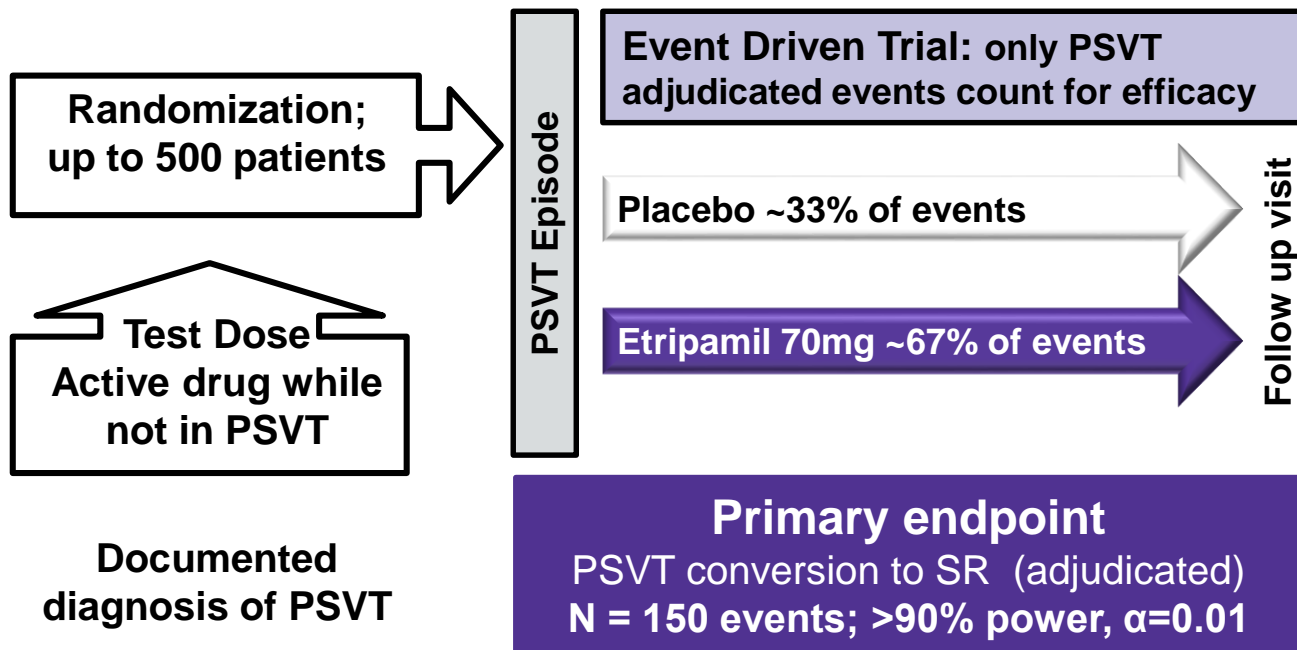 Documented
diagnosis of PSVT
Test Dose
Active drug while
not in PSVT
Randomization;
up to 500 patients
PSVT Episode
Event Driven Trial: only PSVT
adjudicated events count for efficacy
Placebo ~33% of events
Etripamil 70mg ~67% of events
Follow up visit
Primary endpoint
PSVT conversion to SR (adjudicated)
N = 150 events; >90% power, α=0.01